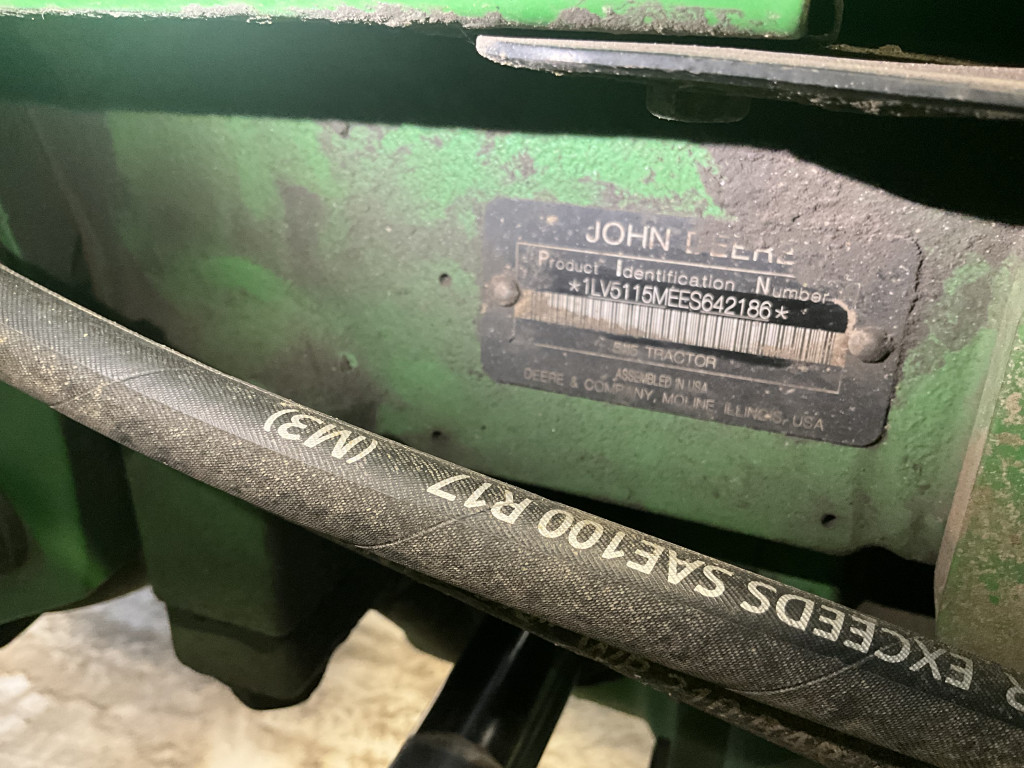 JOHN DEERE
Product Identification Number
*1LV5115MEES642186*
TRACTOR
ASSEMBLED IN USA
DEERE & COMPANY, MOLINE, ILLINOIS, USA
EXCEEDS SAE100 R17 (M3)